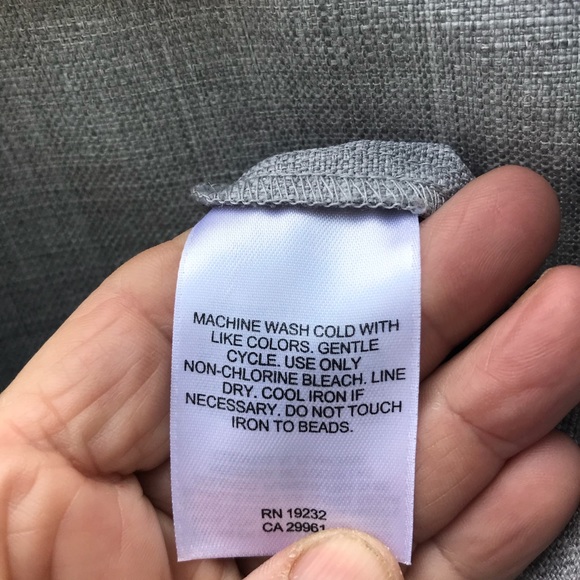 MACHINE WASH COLD WITH
LIKE COLORS. GENTLE
CYCLE. USE ONLY
NON-CHLORINE BLEACH. LINE
DRY. COOL IRON IF
NECESSARY. DO NOT TOUCH
IRON TO BEADS.
RN 19232
CA 29961